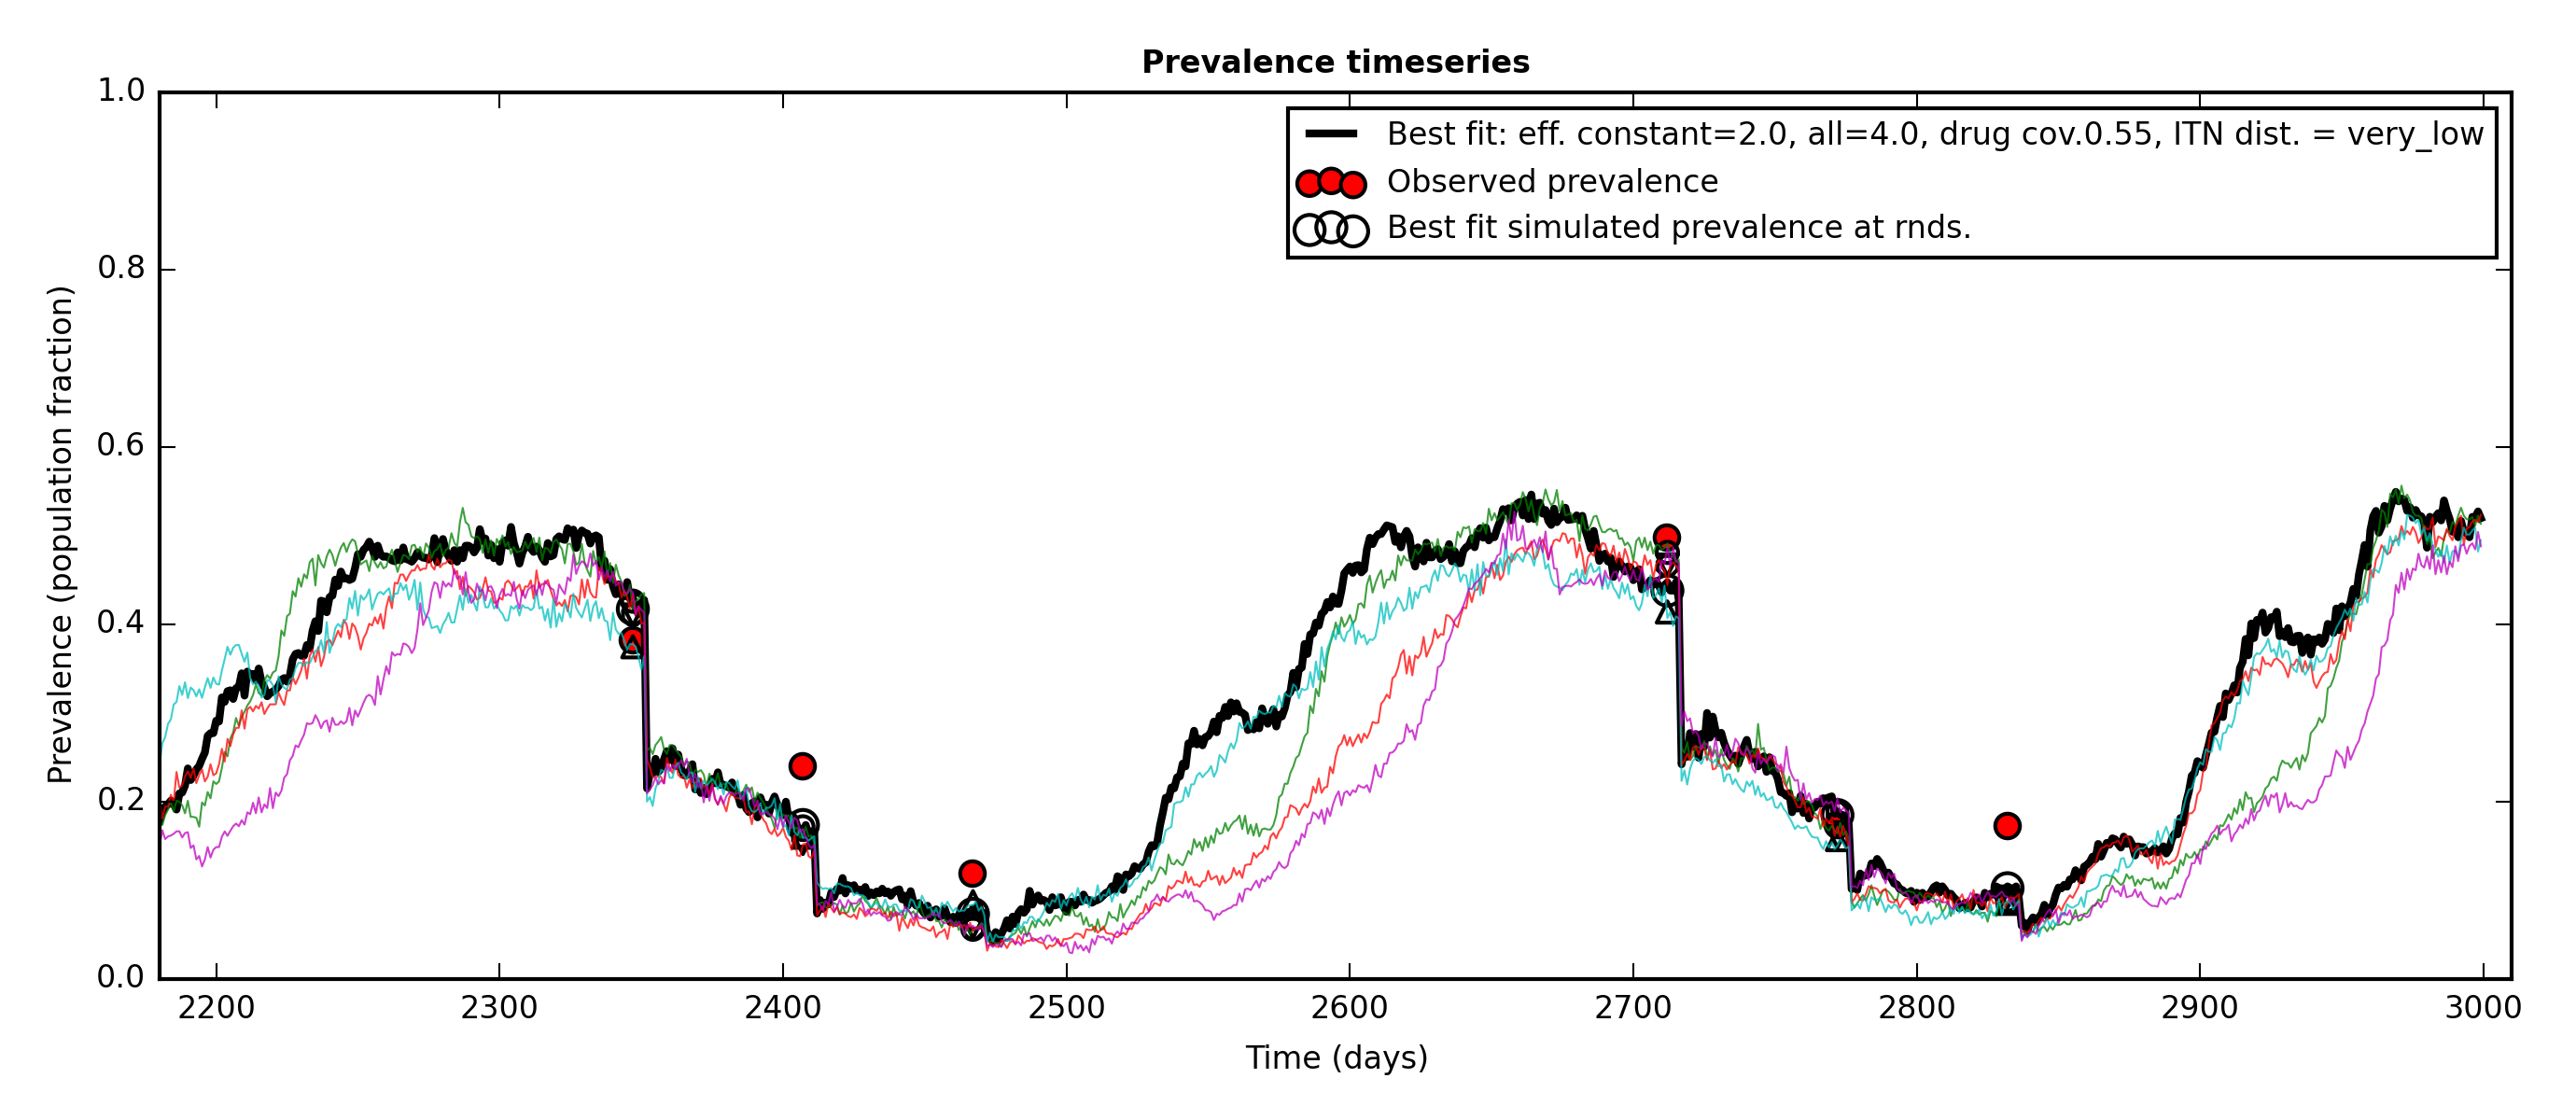 Prevalence timeseries
1.0
0.8
0.6
0.4
0.2
0.0
Prevalence (population fraction)
Best fit: eff. constant=2.0, all=4.0, drug cov.0.55, ITN dist. = very_low
Observed prevalence
Best fit simulated prevalence at rnds.
2200 2300 2400 2500 2600 2700 2800 2900 3000
Time (days)